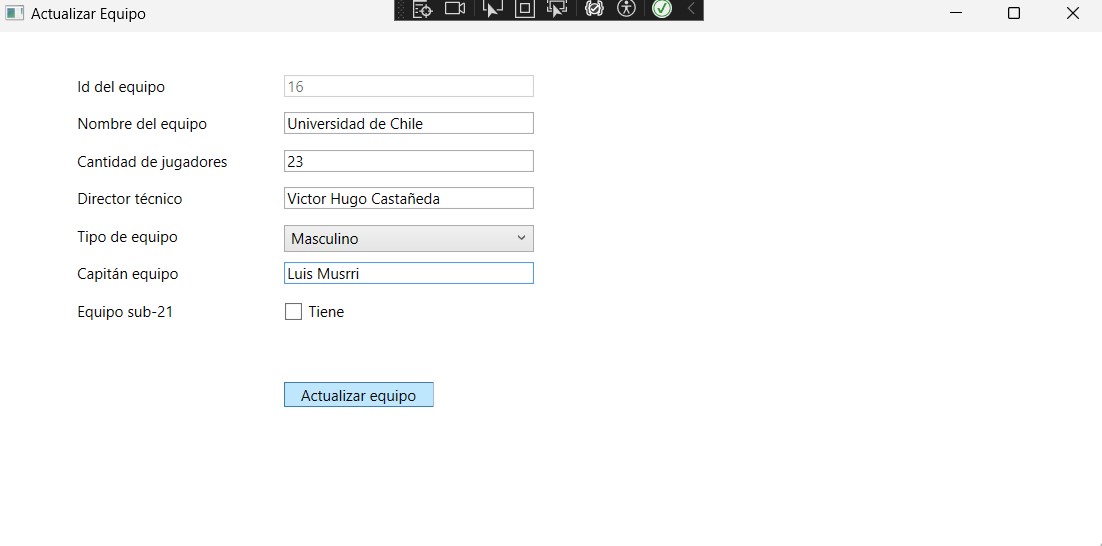 Actualizar Equipo
Id del equipo 16
Nombre del equipo Universidad de Chile
Cantidad de jugadores 23
Director técnico Victor Hugo Castañeda
Tipo de equipo Masculino
Capitán equipo Luis Musrri
Equipo sub-21 Tiene
Actualizar equipo